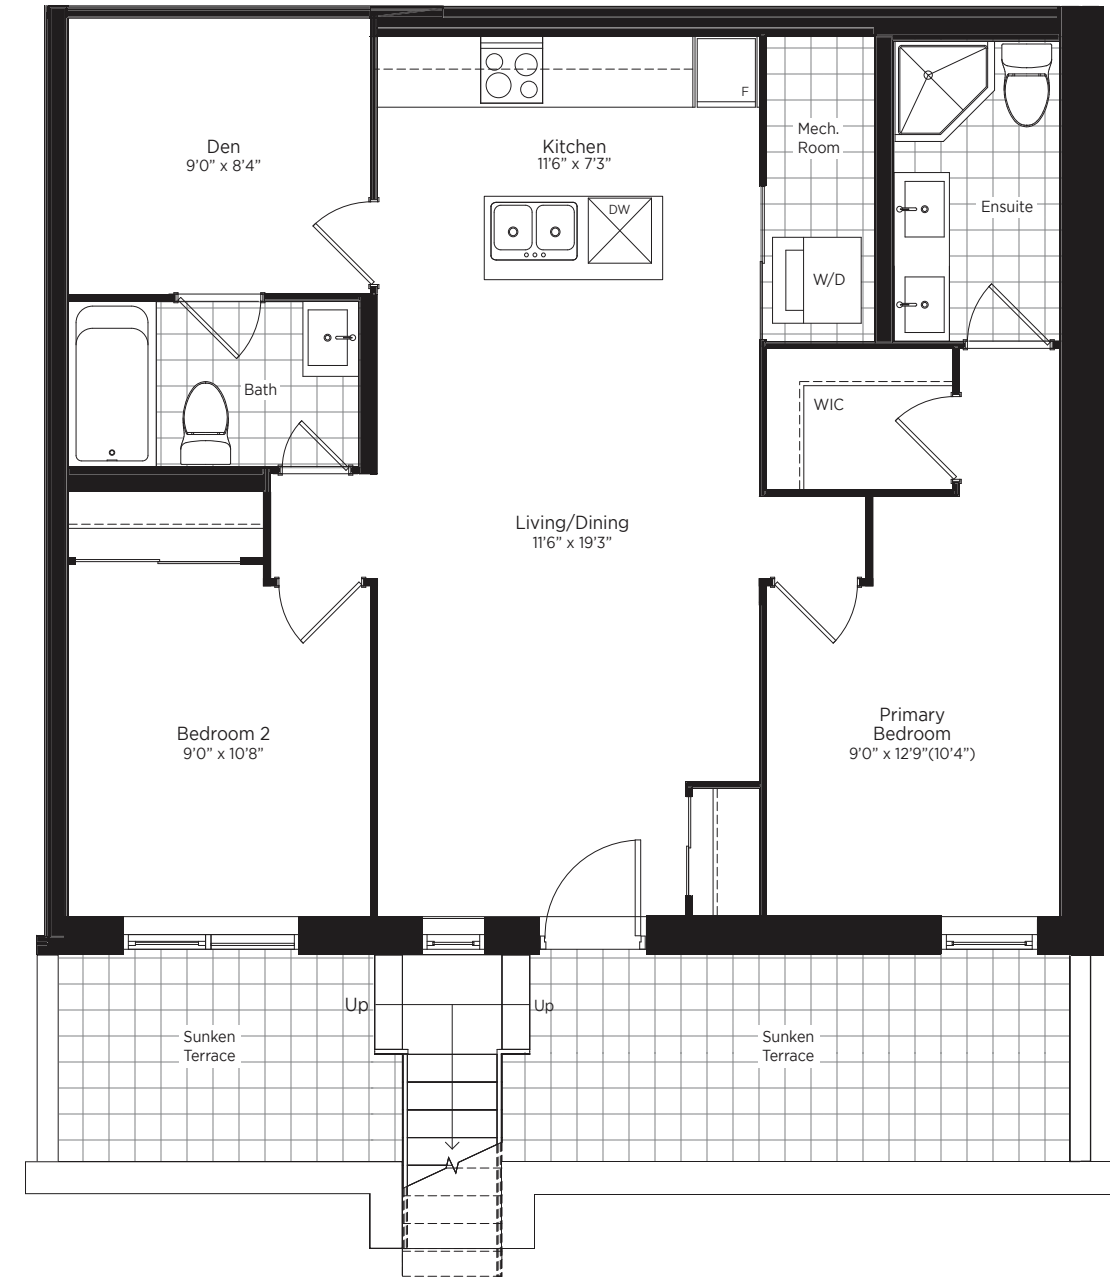 Den
9’0” x 8’4”
Kitchen
11’6” x 7’3”
F
Mech.
Room
DW
Ensuite
W/D
Bath
WIC
Living/Dining
11’6” x 19’3”
Bedroom 2
9’0” x 10’8”
Primary
Bedroom
9’0” x 12’9”(10’4”)
Up
Up
Sunken
Terrace
Sunken
Terrace